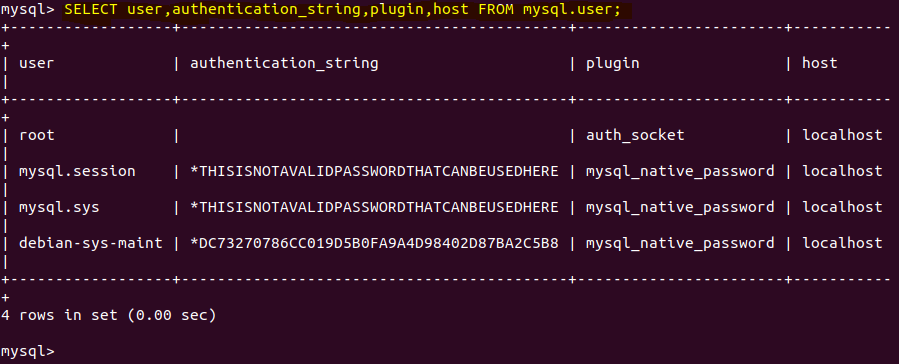 mysql> SELECT user,authentication_string,plugin,host FROM mysql.user;
+------------------+-------------------------------------------+-----------------------+-----------
+
| user             | authentication_string                     | plugin                | host
|
+------------------+-------------------------------------------+-----------------------+-----------
+
| root             |                                           | auth_socket           | localhost
|
| mysql.session    | *THISISNOTAVALIDPASSWORDTHATCANBEUSEDHERE | mysql_native_password | localhost
|
| mysql.sys        | *THISISNOTAVALIDPASSWORDTHATCANBEUSEDHERE | mysql_native_password | localhost
|
| debian-sys-maint | *DC73270786CC019D5B0FA9A4D98402D87BA2C5B8 | mysql_native_password | localhost
|
+------------------+-------------------------------------------+-----------------------+-----------
+
4 rows in set (0.00 sec)
mysql>